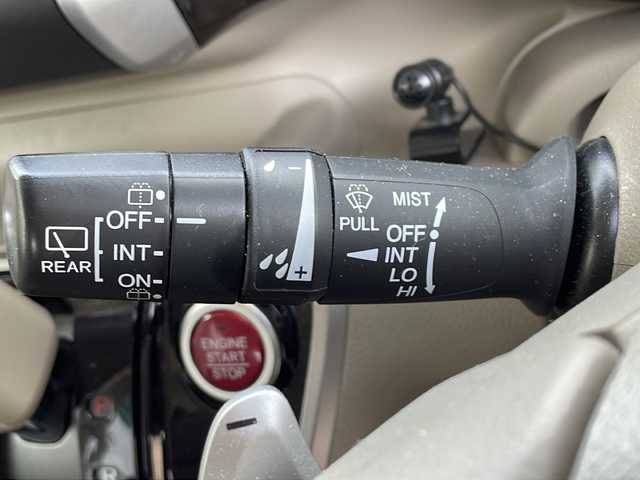 OFF
INT
ON
REAR
-
+
PULL
MIST
OFF
INT
LO
HI
ENGINE
START
STOP
-
R